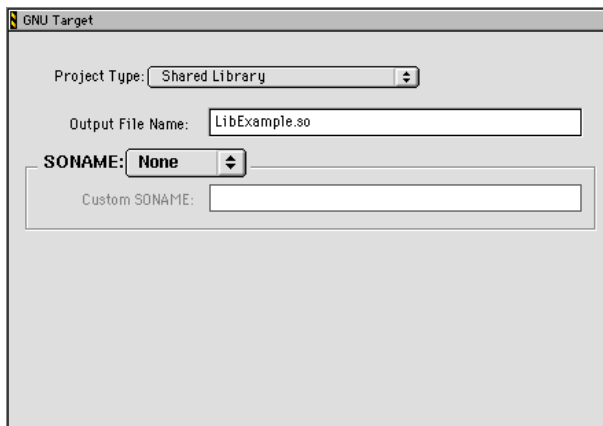 GNU Target
Project Type: Shared Library
Output File Name: LibExample.so
SONAME: None
Custom SONAME: